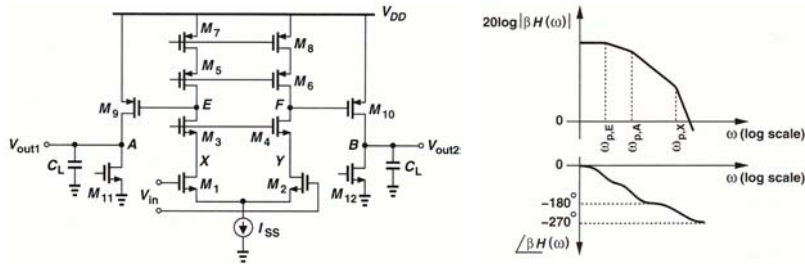 V_DD
M_7
M_8
M_5
M_6
M_9
E
F
M_10
V_out1
A
M_3
M_4
B
V_out2
C_L
X
Y
C_L
M_11
V_in
M_1
M_2
M_12
I_SS
20log|βH(ω)|
0
ω_p,E
ω_p,A
ω_p,X
ω (log scale)
0
ω (log scale)
−180°
−270°
∠βH(ω)